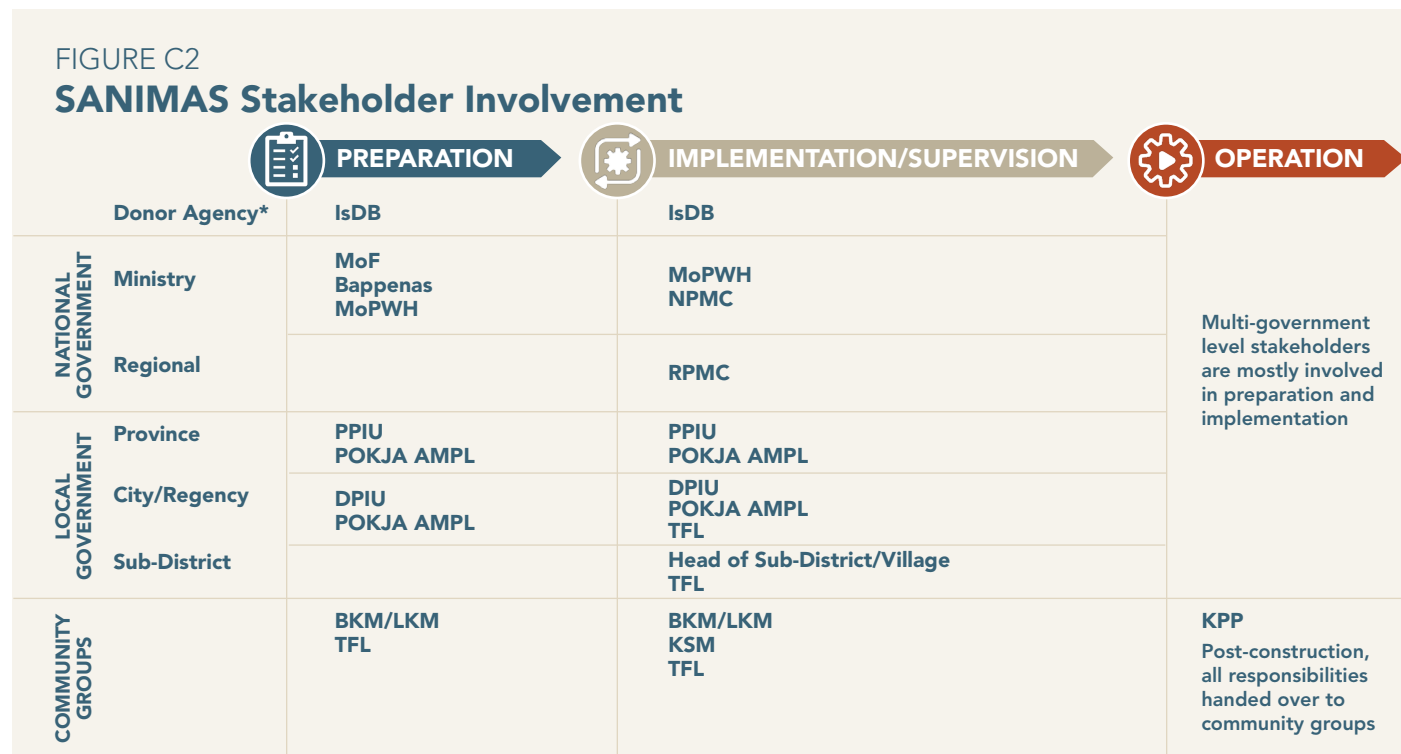 FIGURE C2
SANIMAS Stakeholder Involvement
PREPARATION
IMPLEMENTATION/SUPERVISION
OPERATION
Donor Agency*
IsDB
IsDB
NATIONAL
GOVERNMENT
Ministry
MoF
Bappenas
MoPWH
MoPWH
NPMC
Regional
RPMC
Multi-government
level stakeholders
are mostly involved
in preparation and
implementation
LOCAL
GOVERNMENT
Province
PPIU
POKJA AMPL
PPIU
POKJA AMPL
City/Regency
DPIU
POKJA AMPL
DPIU
POKJA AMPL
TFL
Sub-District
Head of Sub-District/Village
TFL
COMMUNITY
GROUPS
BKM/LKM
TFL
BKM/LKM
KSM
TFL
KPP
Post-construction,
all responsibilities
handed over to
community groups